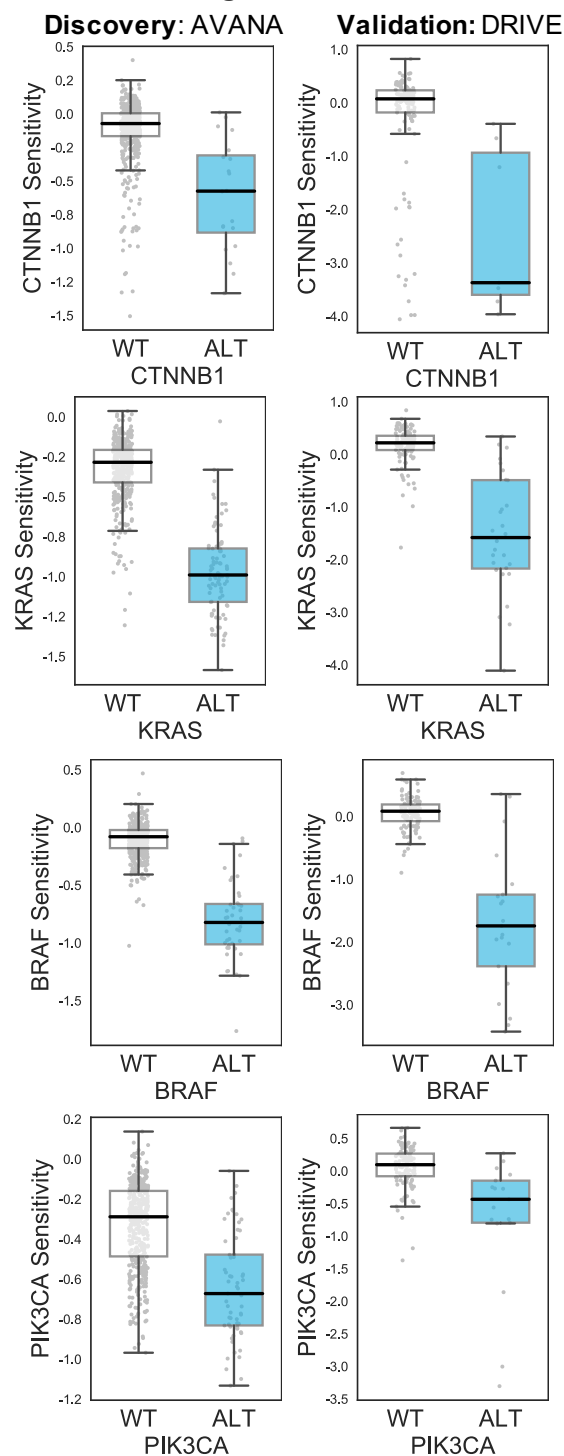 Discovery: AVANA
Validation: DRIVE
CTNNB1 Sensitivity
0.5
0.2
0.0
-0.2
-0.5
-0.8
-1.0
-1.2
-1.5
WT ALT
CTNNB1
CTNNB1 Sensitivity
1.0
0.0
-1.0
-2.0
-3.0
-4.0
WT ALT
CTNNB1
KRAS Sensitivity
0.0
-0.2
-0.5
-0.8
-1.0
-1.2
-1.5
WT ALT
KRAS
KRAS Sensitivity
1.0
0.0
-1.0
-2.0
-3.0
-4.0
WT ALT
KRAS
BRAF Sensitivity
0.5
0.0
-0.5
-1.0
-1.5
WT ALT
BRAF
BRAF Sensitivity
0.0
-1.0
-2.0
-3.0
WT ALT
BRAF
PIK3CA Sensitivity
0.2
0.0
-0.2
-0.4
-0.6
-0.8
-1.0
-1.2
WT ALT
PIK3CA
PIK3CA Sensitivity
0.5
0.0
-0.5
-1.0
-1.5
-2.0
-2.5
-3.0
-3.5
WT ALT
PIK3CA